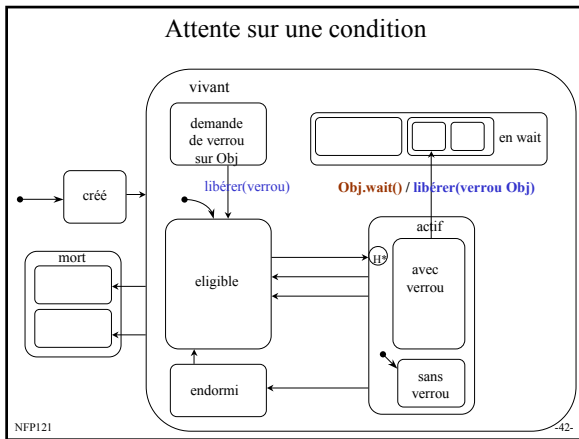 Attente sur une condition
vivant
demande
de verrou
sur Obj
en wait
libérer(verrou)
Obj.wait() / libérer(verrou Obj)
créé
actif
H*
avec
verrou
mort
eligible
sans
verrou
endormi
NFP121
-42-